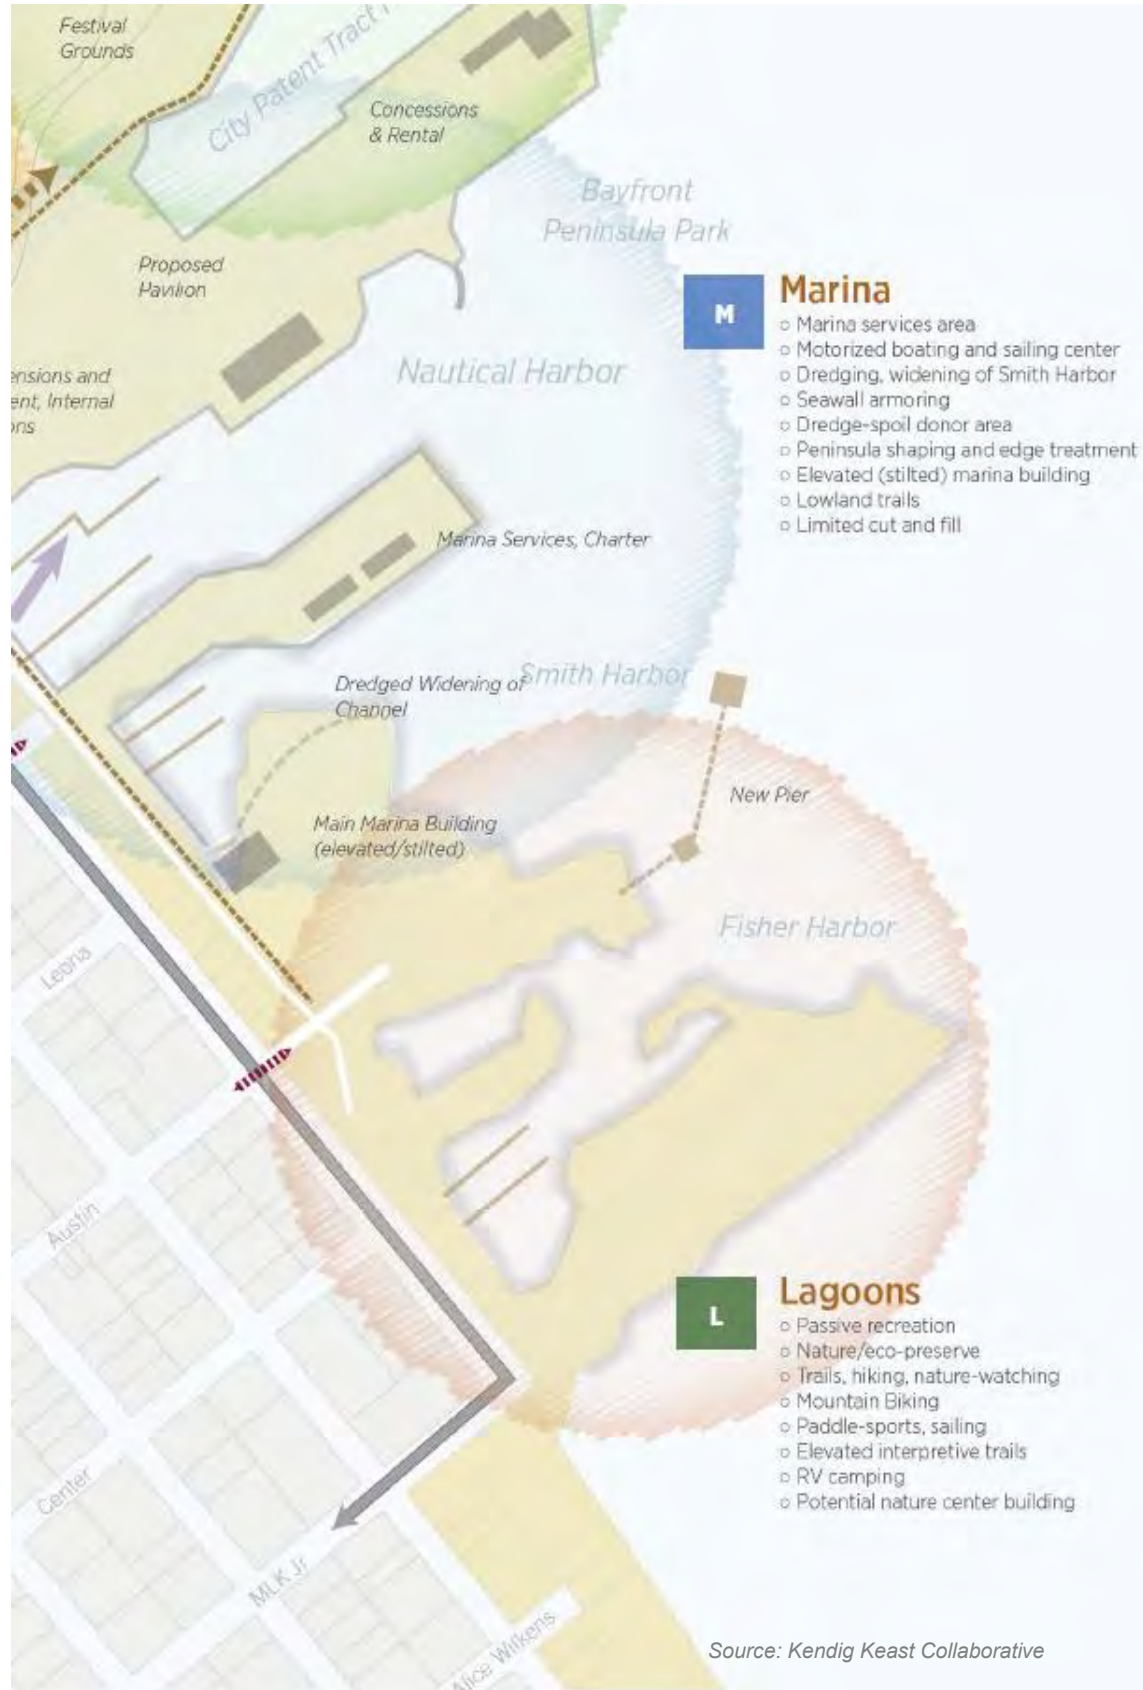 Festival
Grounds
City Patent Tract
Concessions
& Rental
Bayfront
Peninsula Park
Proposed
Pavilion
M
Marina
○ Marina services area
○ Motorized boating and sailing center
○ Dredging, widening of Smith Harbor
○ Seawall armoring
○ Dredge-spoil donor area
○ Peninsula shaping and edge treatment
○ Elevated (stilted) marina building
○ Lowland trails
○ Limited cut and fill
Nautical Harbor
ensions and
ent, Internal
ons
Marina Services, Charter
Smith Harbor
Dredged Widening of
Channel
New Pier
Main Marina Building
(elevated/stilted)
Fisher Harbor
Leona
Austin
L
Lagoons
○ Passive recreation
○ Nature/eco-preserve
○ Trails, hiking, nature-watching
○ Mountain Biking
○ Paddle-sports, sailing
○ Elevated interpretive trails
○ RV camping
○ Potential nature center building
Center
MLK Jr
Alice Wilkens
Source: Kendig Keast Collaborative